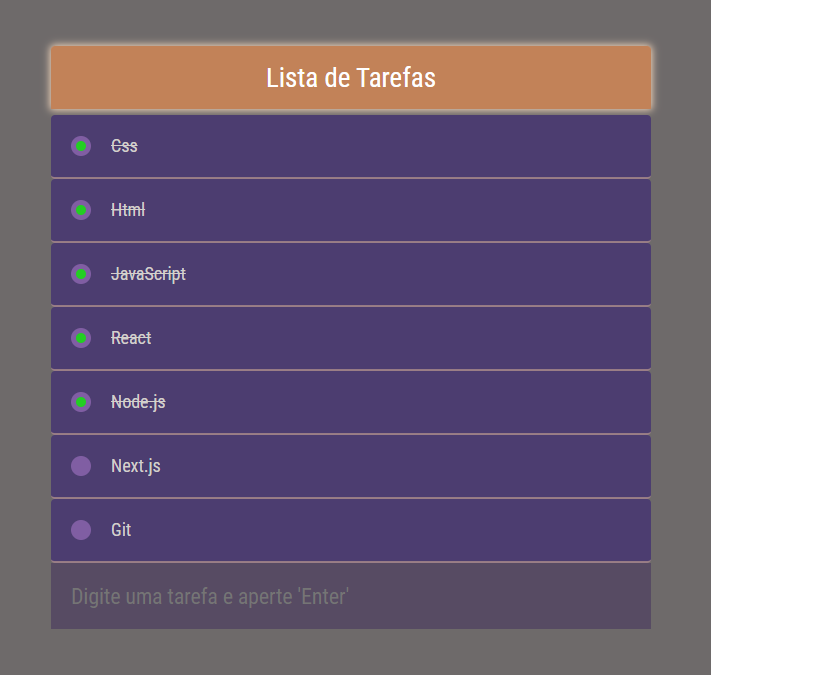 Lista de Tarefas
Css
Html
JavaScript
React
Node.js
Next.js
Git
Digite uma tarefa e aperte 'Enter'